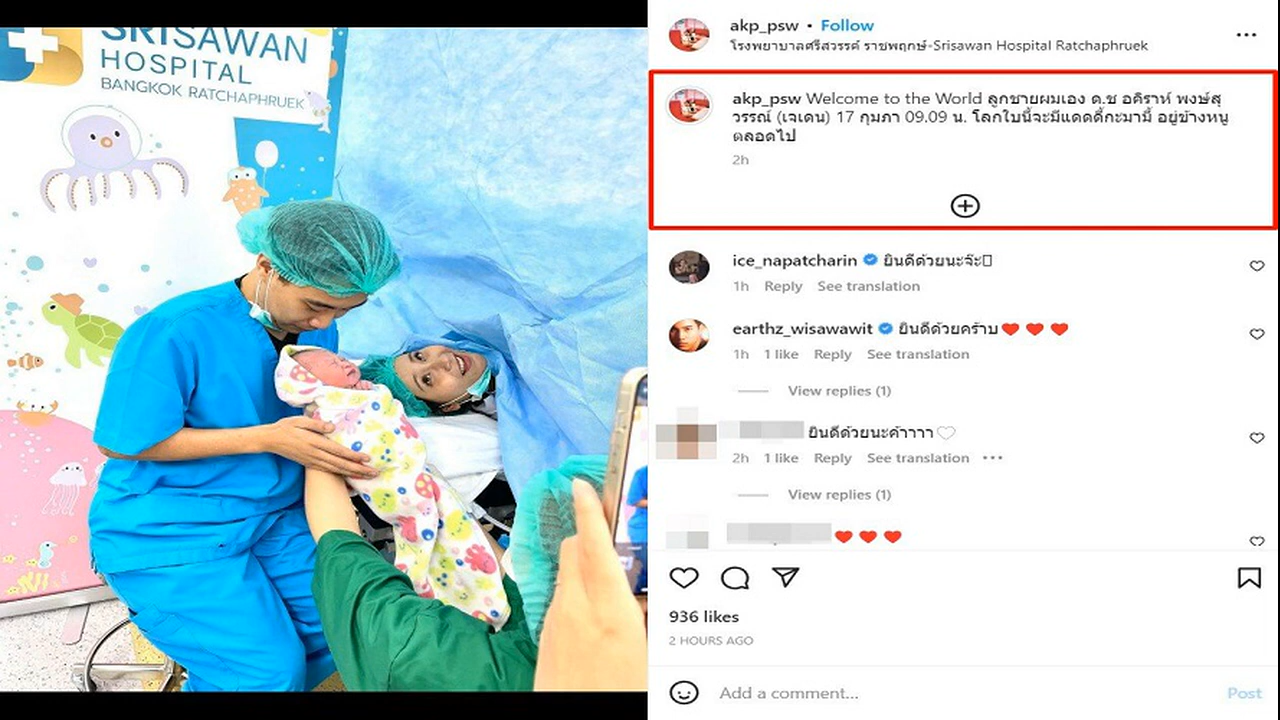 SRISAWAN
HOSPITAL
BANGKOK RATCHAPHRUEK
akp_psw • Follow
โรงพยาบาลศรีสวรรค์ ราชพฤกษ์-Srisawan Hospital Ratchaphruek
akp_psw Welcome to the World ลูกชายผมเอง ด.ช อคิราห์ พงษ์สุ
วรรณ์ (เจเดน) 17 กุมภา 09.09 น. โลกใบนี้จะมีแดดดี้กะมามี้ อยู่ข้างหนู
ตลอดไป
2h
ice_napatcharin ยินดีด้วยนะจ๊ะ
1h Reply See translation
earthz_wisawawit ยินดีด้วยคร้าบ❤️ ❤️ ❤️
1h 1 like Reply See translation
View replies (1)
ยินดีด้วยนะค้าาาา🤍
2h 1 like Reply See translation •••
View replies (1)
❤️ ❤️ ❤️
936 likes
2 HOURS AGO
Add a comment... Post